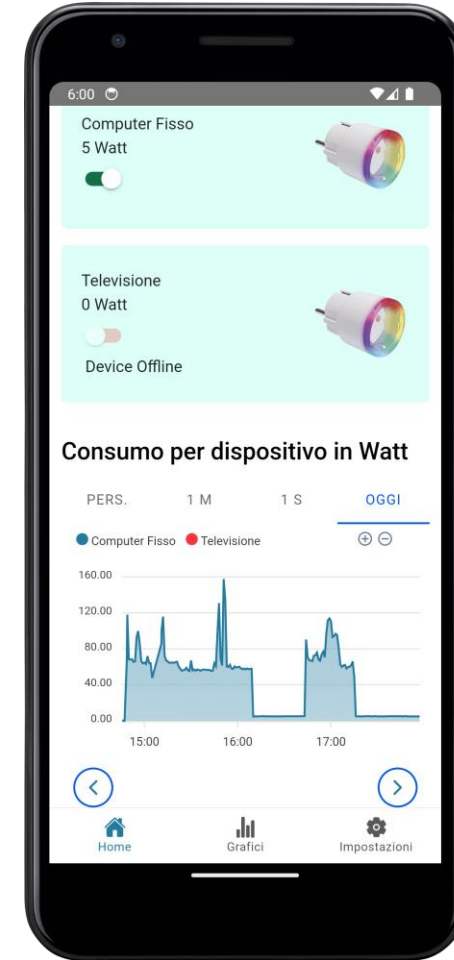 6:00
Computer Fisso
5 Watt
Televisione
0 Watt
Device Offline
Consumo per dispositivo in Watt
PERS. 1 M 1 S OGGI
Computer Fisso Televisione
160.00
120.00
80.00
40.00
0.00
15:00 16:00 17:00
Home Grafici Impostazioni